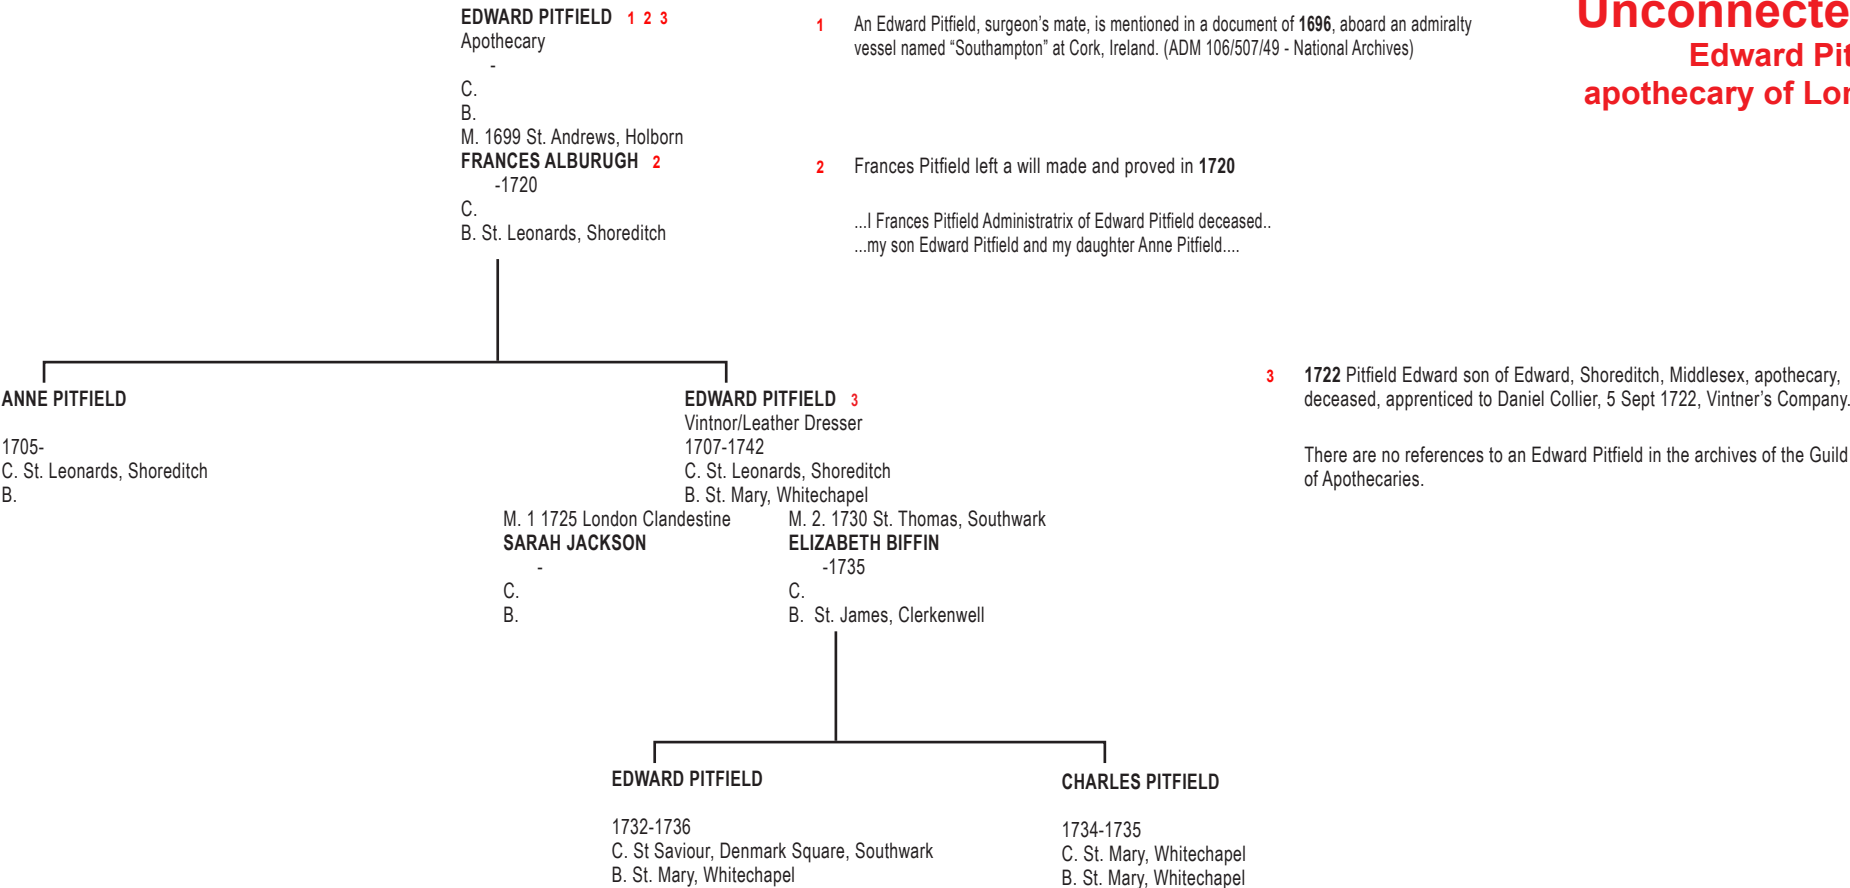 EDWARD PITFIELD 1 2 3
Apothecary
-
C.
B.
M. 1699 St. Andrews, Holborn
FRANCES ALBURUGH 2
-1720
C.
B. St. Leonards, Shoreditch
1 An Edward Pitfield, surgeon's mate, is mentioned in a document of 1696, aboard an admiralty
vessel named “Southampton” at Cork, Ireland. (ADM 106/507/49 - National Archives)
Unconnecte
Edward Pit
apothecary of Lon
2 Frances Pitfield left a will made and proved in 1720
...I Frances Pitfield Administratrix of Edward Pitfield deceased..
...my son Edward Pitfield and my daughter Anne Pitfield....
ANNE PITFIELD
1705-
C. St. Leonards, Shoreditch
B.
EDWARD PITFIELD 3
Vintnor/Leather Dresser
1707-1742
C. St. Leonards, Shoreditch
B. St. Mary, Whitechapel
M. 1 1725 London Clandestine
SARAH JACKSON
-
C.
B.
M. 2. 1730 St. Thomas, Southwark
ELIZABETH BIFFIN
-1735
C.
B. St. James, Clerkenwell
3 1722 Pitfield Edward son of Edward, Shoreditch, Middlesex, apothecary,
deceased, apprenticed to Daniel Collier, 5 Sept 1722, Vintner's Company.
There are no references to an Edward Pitfield in the archives of the Guild
of Apothecaries.
EDWARD PITFIELD
1732-1736
C. St Saviour, Denmark Square, Southwark
B. St. Mary, Whitechapel
CHARLES PITFIELD
1734-1735
C. St. Mary, Whitechapel
B. St. Mary, Whitechapel